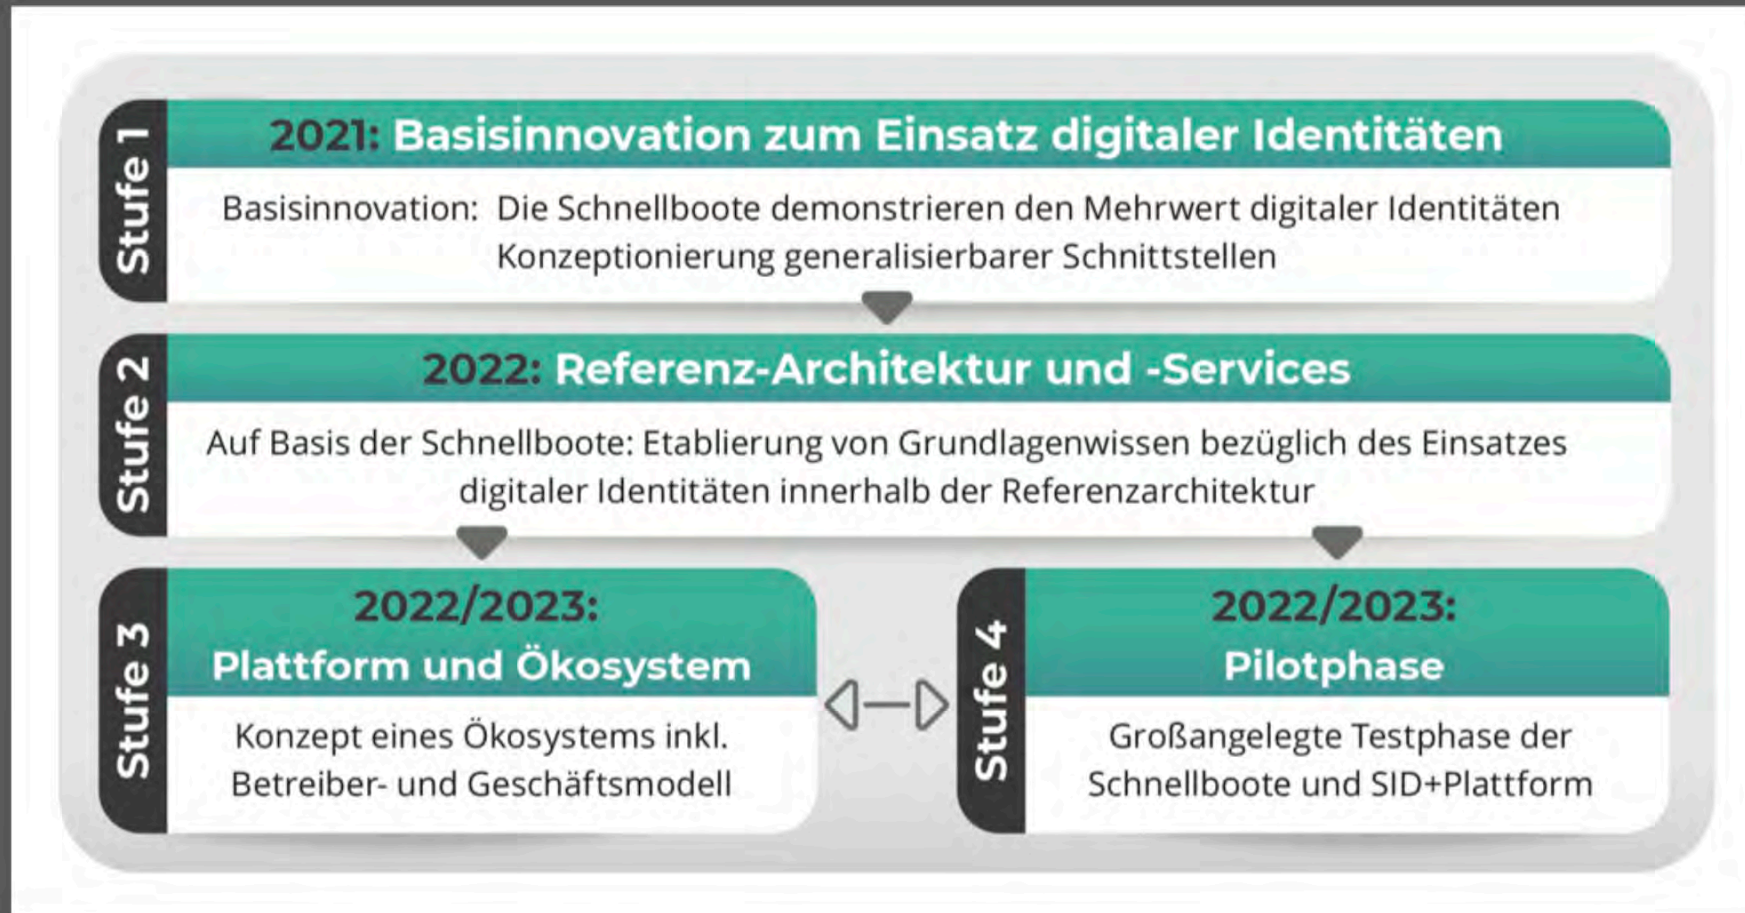 Stufe 1
2021: Basisinnovation zum Einsatz digitaler Identitäten
Basisinnovation: Die Schnellboote demonstrieren den Mehrwert digitaler Identitäten
Konzeptionierung generalisierbarer Schnittstellen
Stufe 2
2022: Referenz-Architektur und -Services
Auf Basis der Schnellboote: Etablierung von Grundlagenwissen bezüglich des Einsatzes
digitaler Identitäten innerhalb der Referenzarchitektur
Stufe 3
2022/2023:
Plattform und Ökosystem
Konzept eines Ökosystems inkl.
Betreiber- und Geschäftsmodell
Stufe 4
2022/2023:
Pilotphase
Großangelegte Testphase der
Schnellboote und SID+Plattform